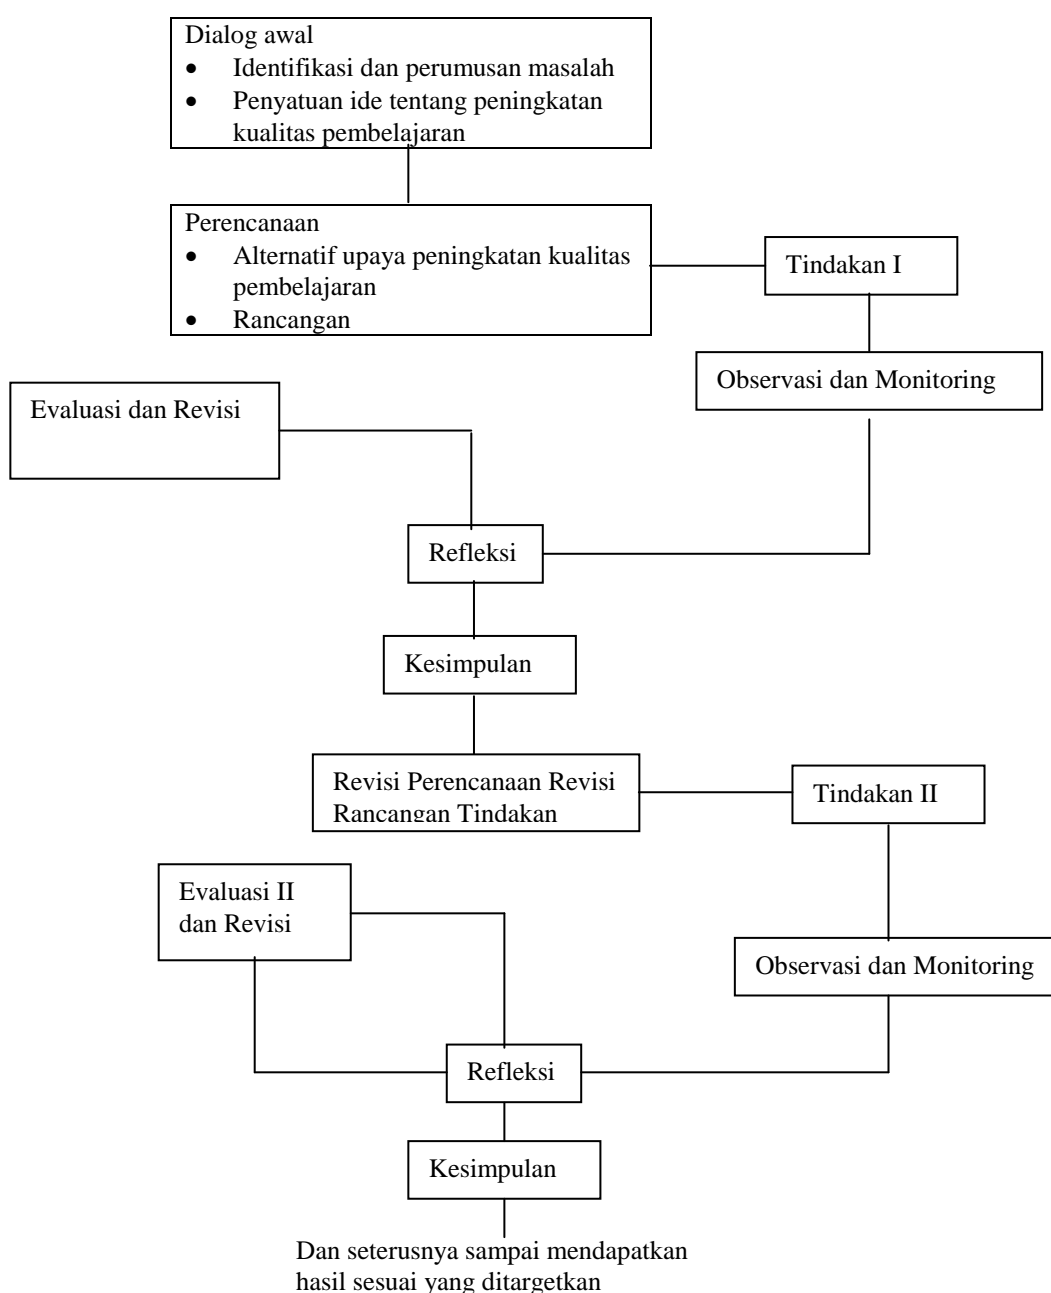 Dialog awal
• Identifikasi dan perumusan masalah
• Penyatuan ide tentang peningkatan
kualitas pembelajaran
Perencanaan
• Alternatif upaya peningkatan kualitas
pembelajaran
• Rancangan
Tindakan I
Observasi dan Monitoring
Evaluasi dan Revisi
Refleksi
Kesimpulan
Revisi Perencanaan Revisi
Rancangan Tindakan
Tindakan II
Evaluasi II
dan Revisi
Observasi dan Monitoring
Refleksi
Kesimpulan
Dan seterusnya sampai mendapatkan
hasil sesuai yang ditargetkan